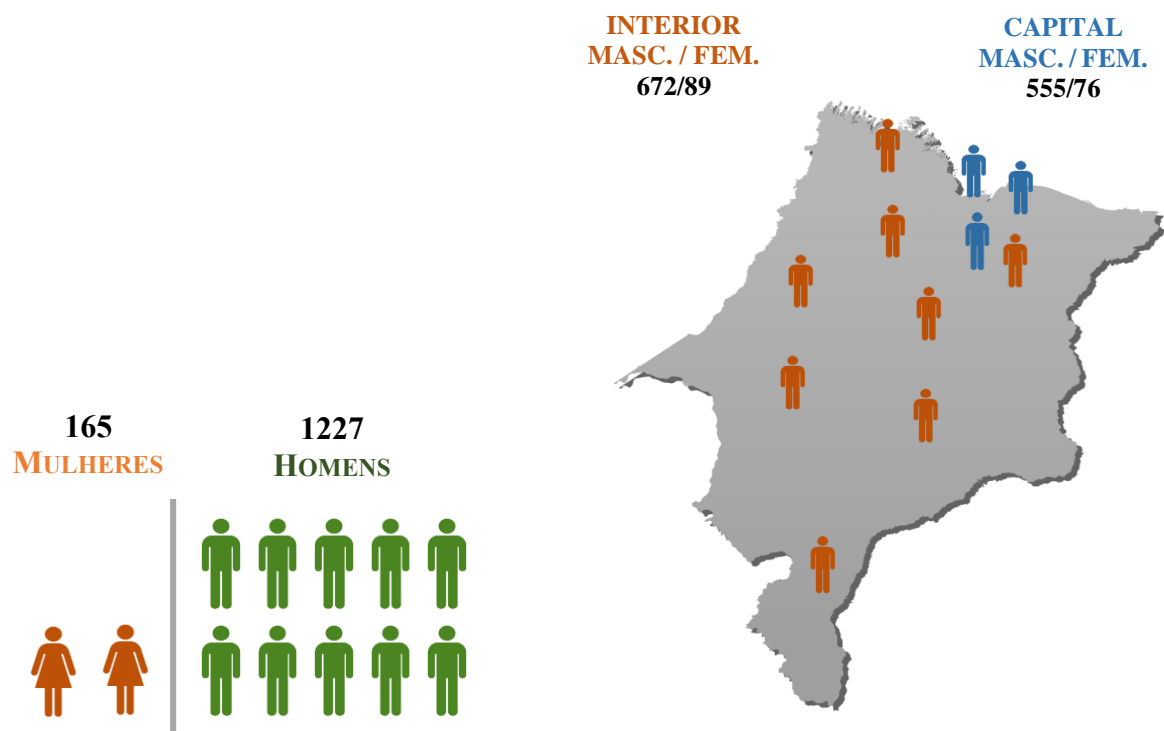 INTERIOR
MASC. / FEM.
672/89
CAPITAL
MASC. / FEM.
555/76
165
MULHERES
1227
HOMENS